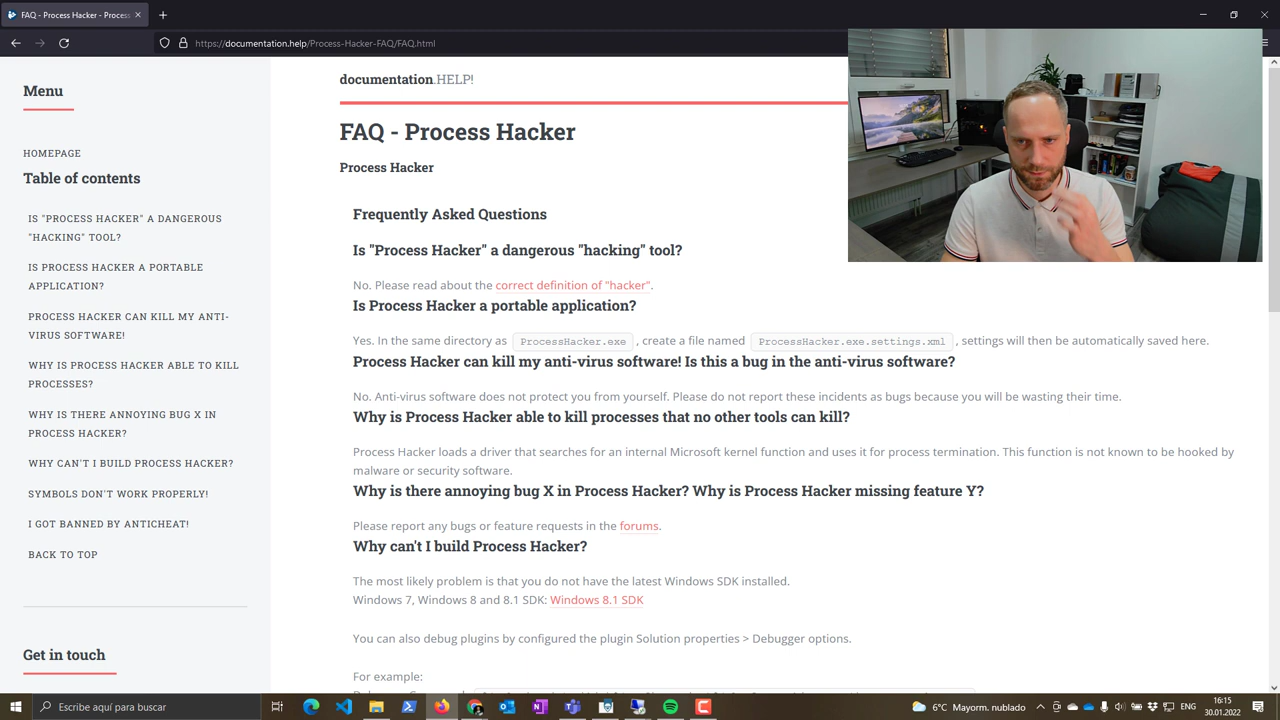 FAQ - Process Hacker - Process
https://documentation.help/Process-Hacker-FAQ/FAQ.html
Menu
HOMEPAGE
Table of contents
IS "PROCESS HACKER" A DANGEROUS
"HACKING" TOOL?
IS PROCESS HACKER A PORTABLE
APPLICATION?
PROCESS HACKER CAN KILL MY ANTI-
VIRUS SOFTWARE!
WHY IS PROCESS HACKER ABLE TO KILL
PROCESSES?
WHY IS THERE ANNOYING BUG X IN
PROCESS HACKER?
WHY CAN'T I BUILD PROCESS HACKER?
SYMBOLS DON'T WORK PROPERLY!
I GOT BANNED BY ANTICHEAT!
BACK TO TOP
Get in touch
documentation.HELP!
FAQ - Process Hacker
Process Hacker
Frequently Asked Questions
Is "Process Hacker" a dangerous "hacking" tool?
No. Please read about the correct definition of "hacker".
Is Process Hacker a portable application?
Yes. In the same directory as ProcessHacker.exe , create a file named ProcessHacker.exe.settings.xml , settings will then be automatically saved here.
Process Hacker can kill my anti-virus software! Is this a bug in the anti-virus software?
No. Anti-virus software does not protect you from yourself. Please do not report these incidents as bugs because you will be wasting their time.
Why is Process Hacker able to kill processes that no other tools can kill?
Process Hacker loads a driver that searches for an internal Microsoft kernel function and uses it for process termination. This function is not known to be hooked by
malware or security software.
Why is there annoying bug X in Process Hacker? Why is Process Hacker missing feature Y?
Please report any bugs or feature requests in the forums.
Why can't I build Process Hacker?
The most likely problem is that you do not have the latest Windows SDK installed.
Windows 7, Windows 8 and 8.1 SDK: Windows 8.1 SDK
You can also debug plugins by configured the plugin Solution properties > Debugger options.
For example:
Escribe aquí para buscar
6°C Mayorm. nublado
16:15
30.01.2022